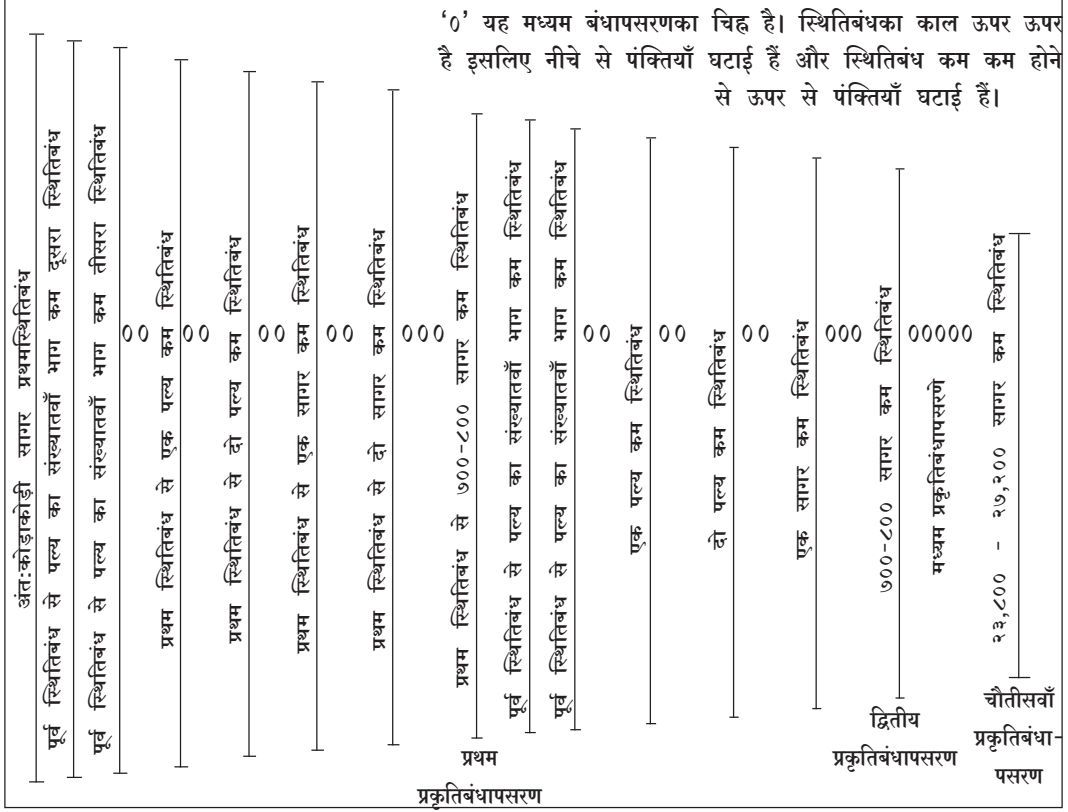 ‘0’ यह मध्यम बंधापसरणका चिह्न है। स्थितिबंधका काल ऊपर ऊपर
है इसलिए नीचे से पंक्तियाँ घटाई हैं और स्थितिबंध कम कम होने
से ऊपर से पंक्तियाँ घटाई हैं।
अंत:कोड़ाकोड़ी सागर प्रथमस्थितिबंध
पूर्व स्थितिबंध से पल्य का संख्यातवाँ भाग कम दुसरा स्थितिबंध
पूर्व स्थितिबंध से पल्य का संख्यातवाँ भाग कम तीसरा स्थितिबंध
00
प्रथम स्थितिबंध से एक पल्य कम स्थितिबंध
00
प्रथम स्थितिबंध से दो पल्य कम स्थितिबंध
00
प्रथम स्थितिबंध से एक सागर कम स्थितिबंध
00
प्रथम स्थितिबंध से दो सागर कम स्थितिबंध
000
प्रथम स्थितिबंध से ७००-८०० सागर कम स्थितिबंध
पूर्व स्थितिबंध से पल्य का संख्यातवाँ भाग कम स्थितिबंध
पूर्व स्थितिबंध से पल्य का संख्यातवाँ भाग कम स्थितिबंध
00
एक पल्य कम स्थितिबंध
00
दो पल्य कम स्थितिबंध
00
एक सागर कम स्थितिबंध
000
७००-८०० सागर कम स्थितिबंध
00000
मध्यम प्रकृतिबंधापसरणे
२३,८०० - २७,२०० सागर कम स्थितिबंध
प्रथम
प्रकृतिबंधापसरण
द्वितीय
प्रकृतिबंधापसरण
चौतीसवाँ
प्रकृतिबंधा-
पसरण